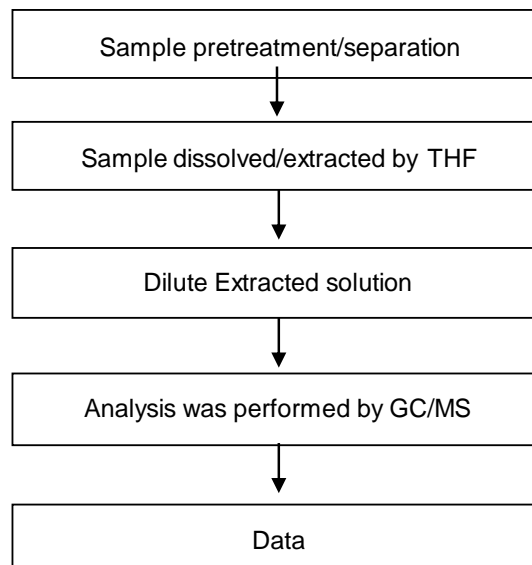 Sample pretreatment/separation
Sample dissolved/extracted by THF
Dilute Extracted solution
Analysis was performed by GC/MS
Data